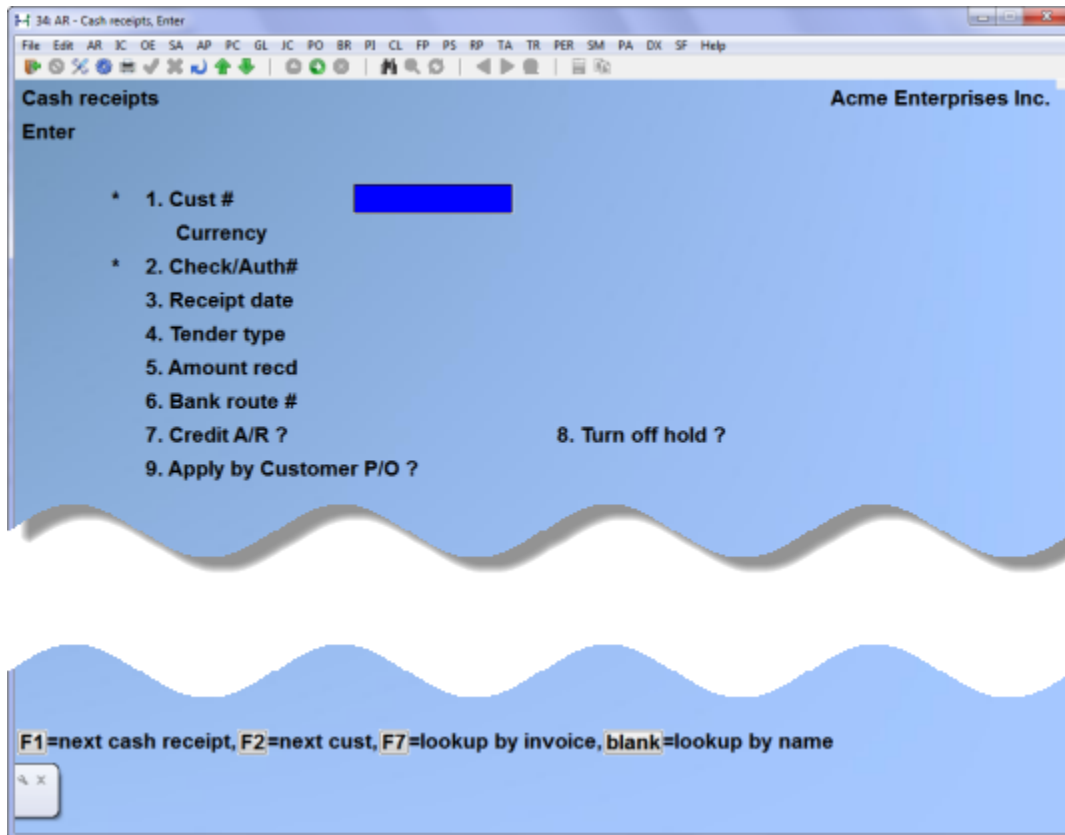 34: AR - Cash receipts, Enter
File Edit AR IC OE SA AP PC GL JC PO BR PI CL FP PS RP TA TR PER SM PA DX SF Help
Cash receipts Acme Enterprises Inc.
Enter
* 1. Cust #
Currency
* 2. Check/Auth#
3. Receipt date
4. Tender type
5. Amount recd
6. Bank route #
7. Credit A/R ? 8. Turn off hold ?
9. Apply by Customer P/O ?
F1=next cash receipt, F2=next cust, F7=lookup by invoice, blank=lookup by name